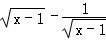 √(x − 1) − 1/√(x − 1)